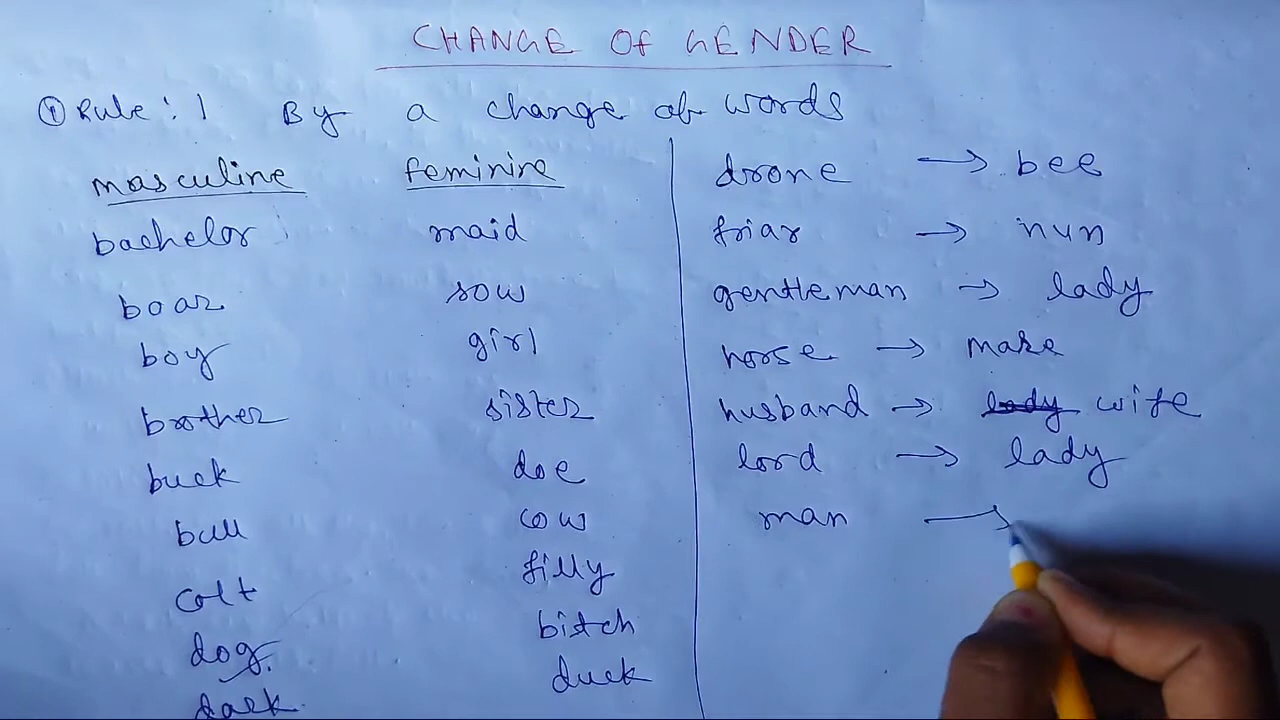 CHANGE OF GENDER
① Rule: 1 By a change of words
masculine feminine
bachelor maid
boar sow
boy girl
brother sister
buck doe
bull cow
colt filly
dog bitch
duck
drone → bee
friar → nun
gentleman → lady
horse → mare
husband → wife
lord → lady
man →